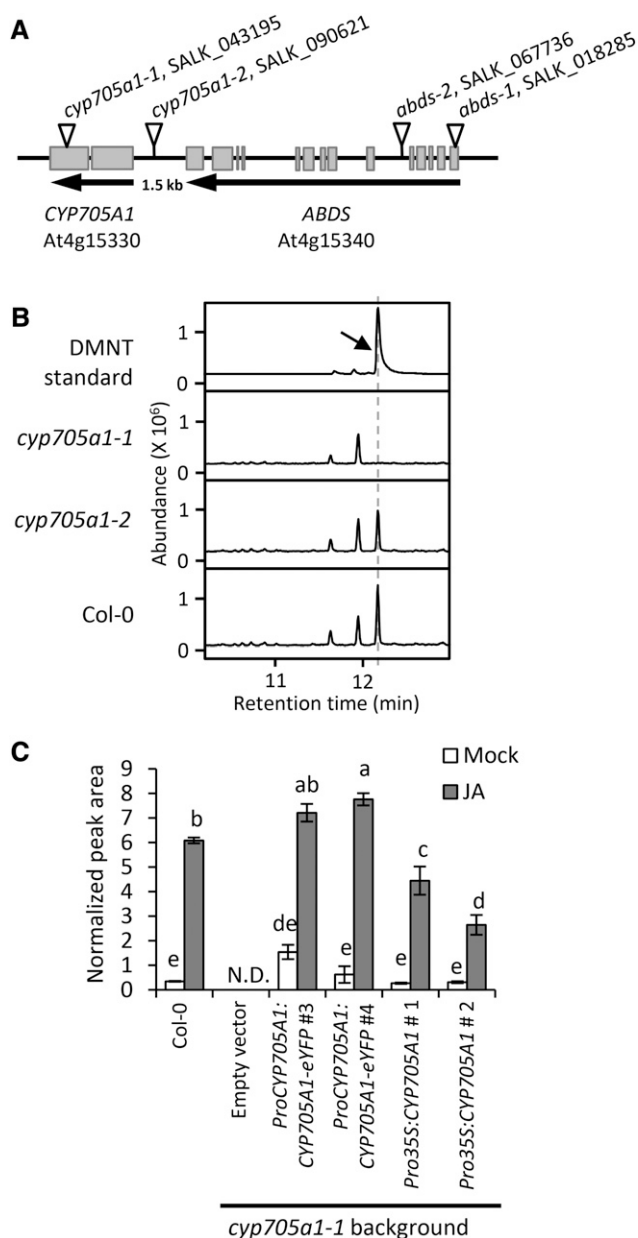 A
cyp705a1-1, SALK_043195
cyp705a1-2, SALK_090621
abds-2, SALK_067736
abds-1, SALK_018285
1.5 kb
CYP705A1
At4g15330
ABDS
At4g15340
B
DMNT
standard
cyp705a1-1
cyp705a1-2
Col-0
Abundance (X 10⁶)
1
0
1
0
1
0
1
0
11
12
Retention time (min)
C
Mock
JA
Normalized peak area
9
8
7
6
5
4
3
2
1
0
e
b
N.D.
de
ab
e
a
e
c
e
d
Col-0
Empty vector
ProCYP705A1:
CYP705A1-eYFP #3
ProCYP705A1:
CYP705A1-eYFP #4
Pro35S:CYP705A1 # 1
Pro35S:CYP705A1 # 2
cyp705a1-1 background